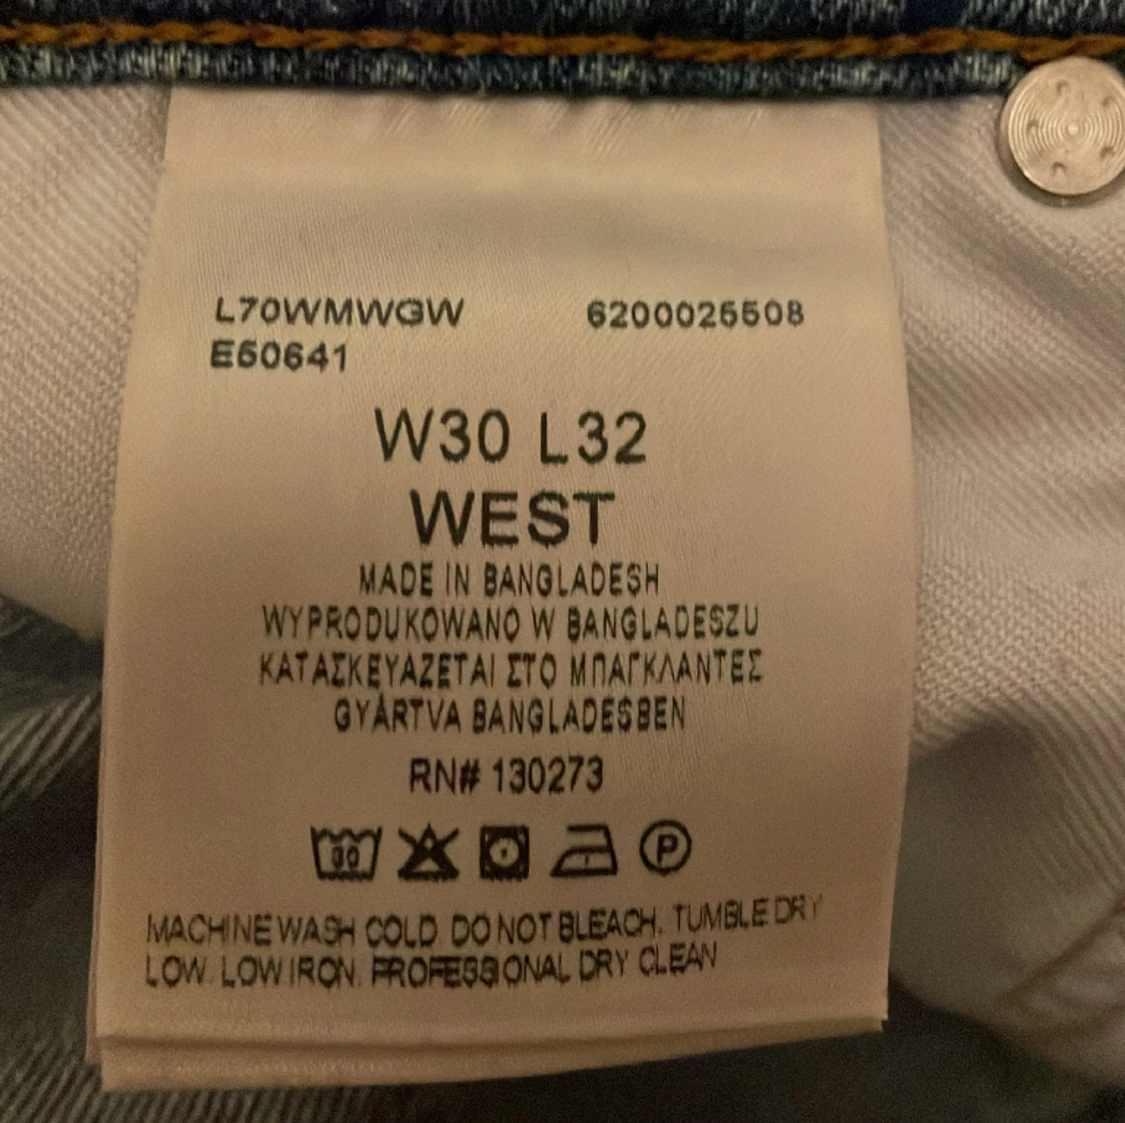 L70WMWGW 6200025508
E50641
W30 L32
WEST
MADE IN BANGLADESH
WYPRODUKOWANO W BANGLADESZU
ΚΑΤΑΣΚΕΥΑΖΕΤΑΙ ΣΤΟ ΜΠΑΓΚΛΑΝΤΕΣ
GYÁRTVA BANGLADESBEN
RN# 130273
30 P
MACHINE WASH COLD. DO NOT BLEACH. TUMBLE DRY
LOW. LOW IRON. PROFESSIONAL DRY CLEAN